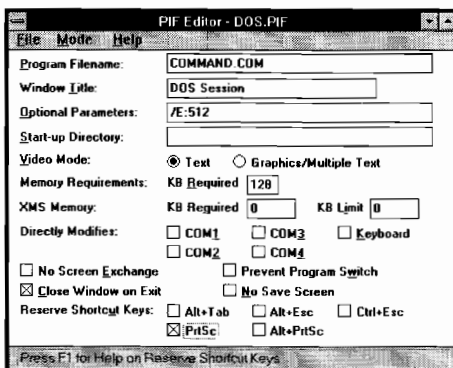 PIF Editor - DOS.PIF
File Mode Help
Program Filename: COMMAND.COM
Window Title: DOS Session
Optional Parameters: /E:512
Start-up Directory:
Video Mode: Text Graphics/Multiple Text
Memory Requirements: KB Required 128
XMS Memory: KB Required 0 KB Limit 0
Directly Modifies: COM1 COM3 Keyboard
COM2 COM4
No Screen Exchange Prevent Program Switch
Close Window on Exit No Save Screen
Reserve Shortcut Keys: Alt+Tab Alt+Esc Ctrl+Esc
PrtSc Alt+PrtSc
Press F1 for Help on Reserve Shortcut Keys